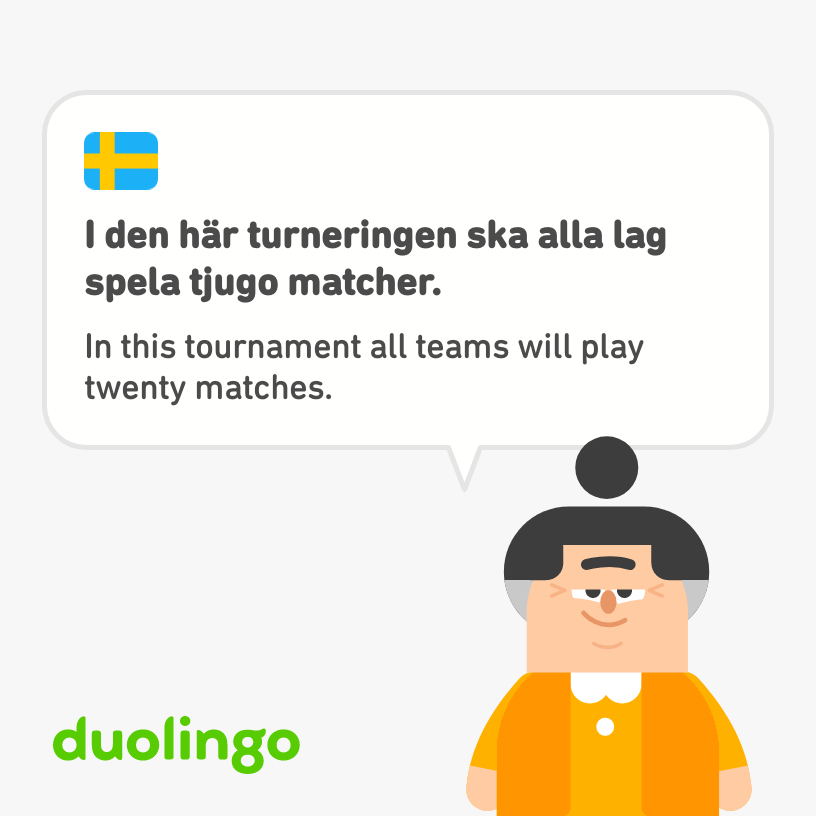 I den här turneringen ska alla lag
spela tjugo matcher.
In this tournament all teams will play
twenty matches.
duolingo